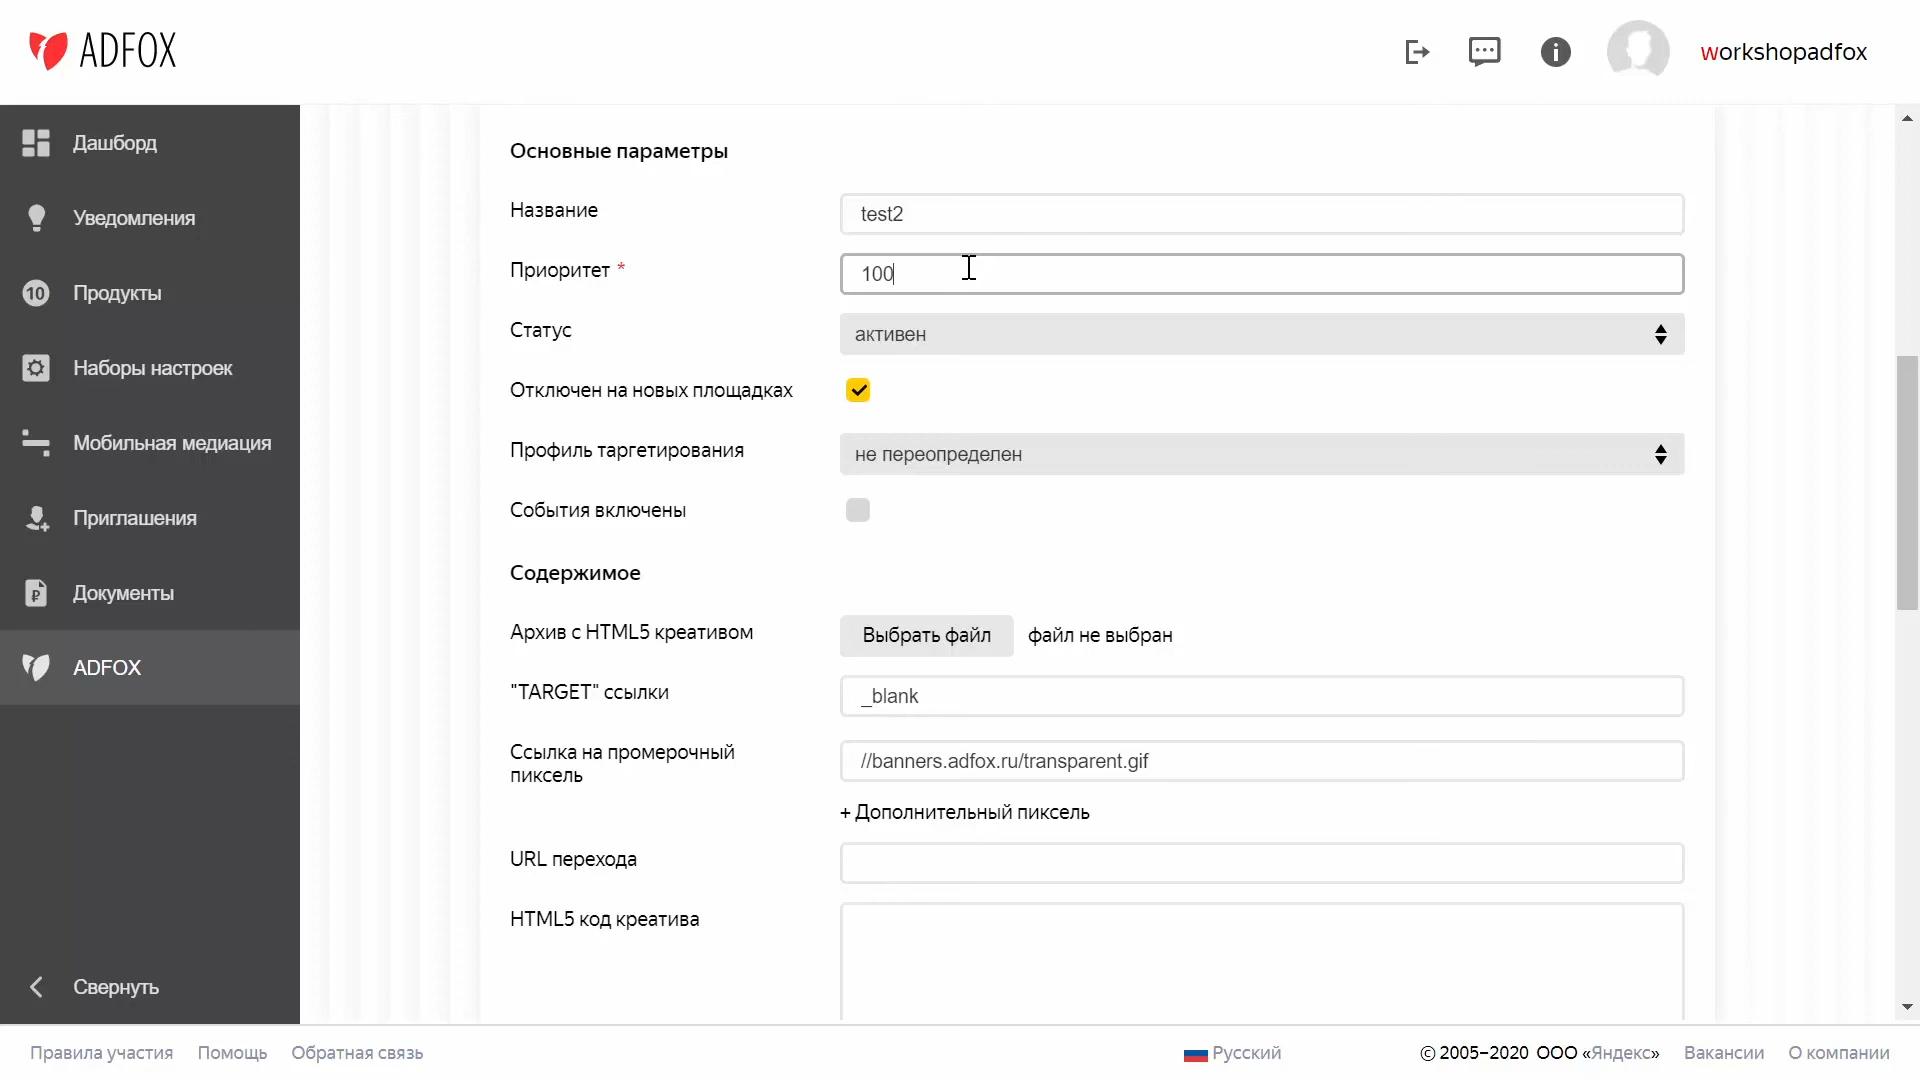 ADFOX
workshopadfox
Дашборд
Уведомления
10 Продукты
Наборы настроек
Мобильная медиация
Приглашения
Документы
ADFOX
Свернуть
Основные параметры
Название
test2
Приоритет *
100
Статус
активен
Отключен на новых площадках
Профиль таргетирования
не переопределен
События включены
Содержимое
Архив с HTML5 креативом
Выбрать файл файл не выбран
"TARGET" ссылки
_blank
Ссылка на промерочный
пиксель
//banners.adfox.ru/transparent.gif
+ Дополнительный пиксель
URL перехода
HTML5 код креатива
Правила участия Помощь Обратная связь
Русский
© 2005–2020 ООО «Яндекс» Вакансии О компании